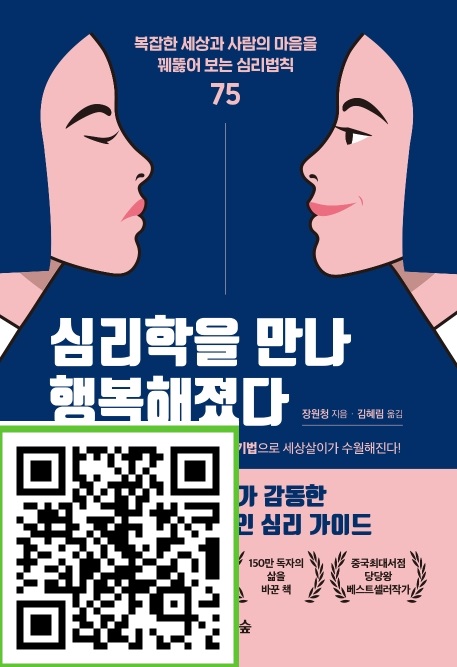 복잡한 세상과 사람의 마음을
꿰뚫어 보는 심리법칙
75
심리학을 만나
행복해졌다
장원청 지음 · 김혜림 옮김
기법으로 세상살이가 수월해진다!
가 감동한
인 심리 가이드
150만 독자의
삶을
바꾼 책
중국최대서점
당당왕
베스트셀러작가
숲